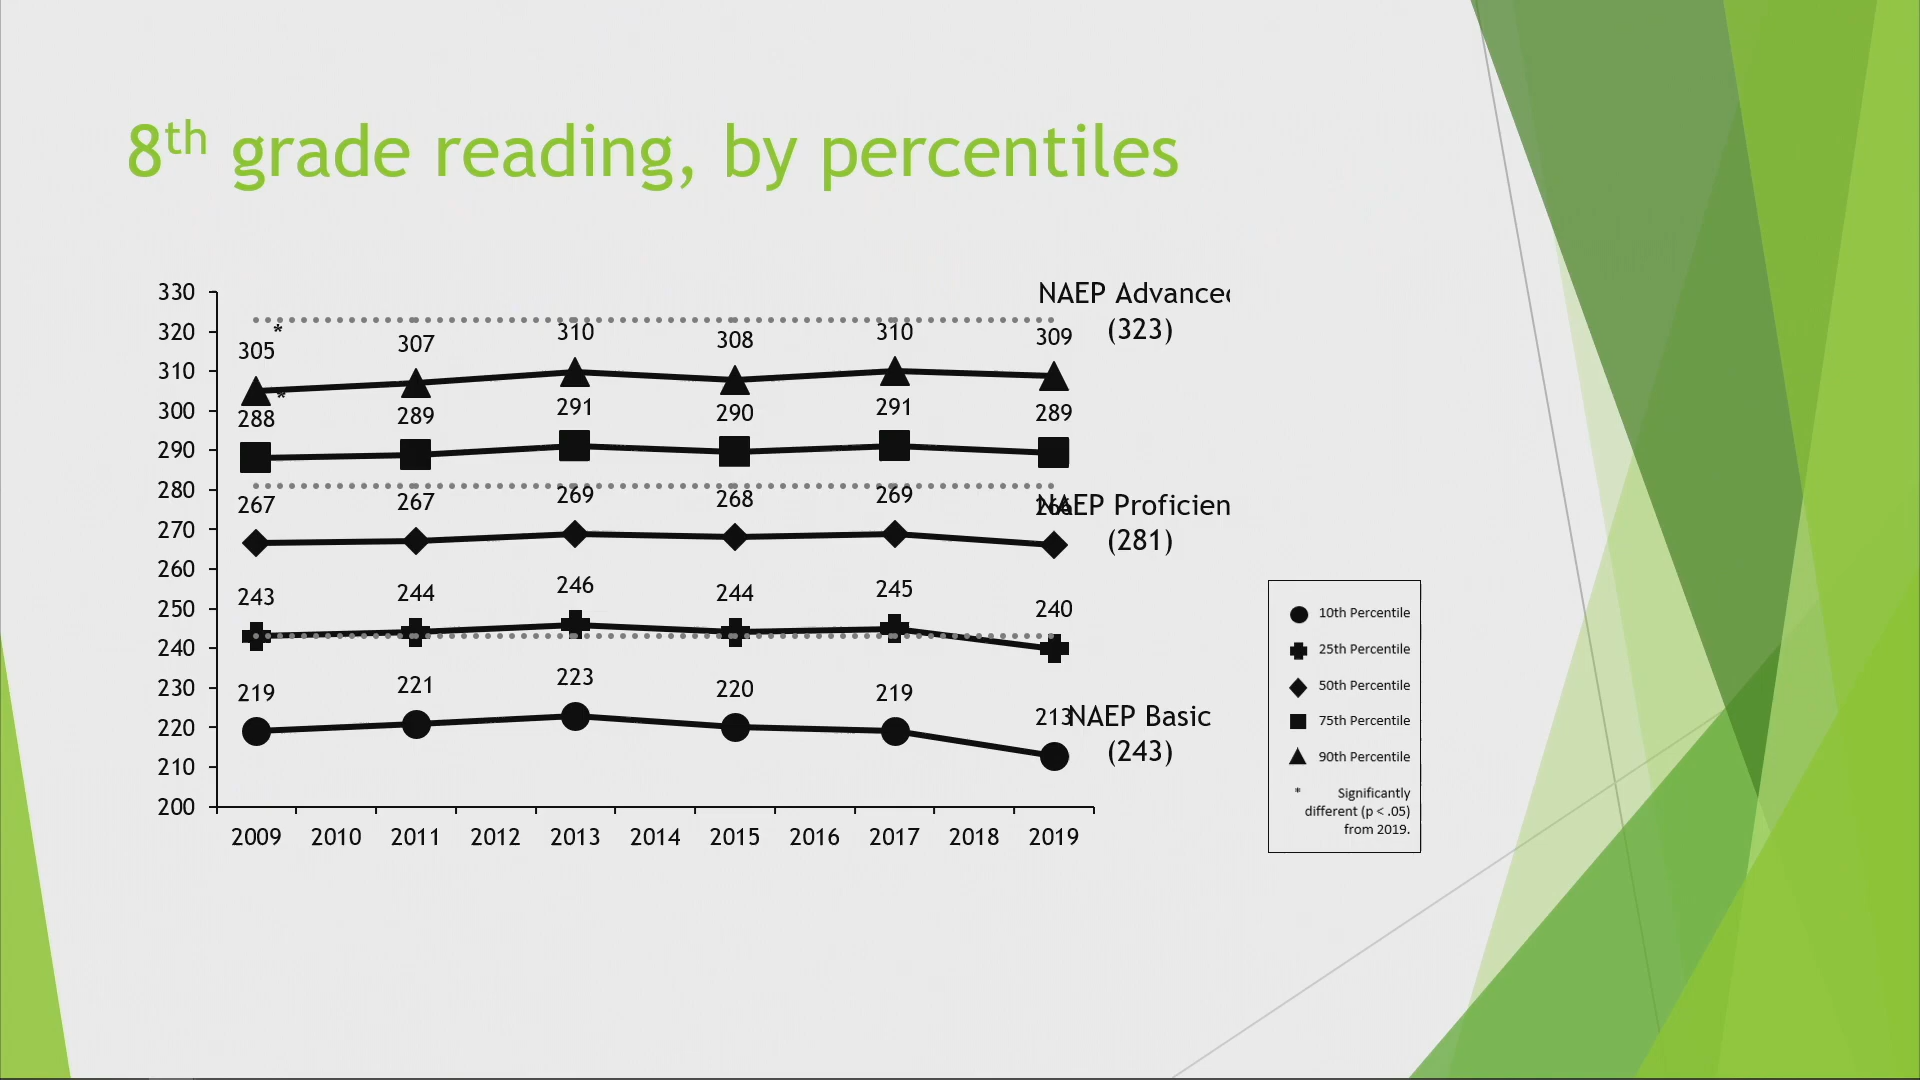 8th grade reading, by percentiles
330
320
310
300
290
280
270
260
250
240
230
220
210
200
* 
305 307 310 308 310 309
*
288 289 291 290 291 289
267 267 269 268 269 266
243 244 246 244 245 240
219 221 223 220 219 213
NAEP Advanced
(323)
NAEP Proficien
(281)
NAEP Basic
(243)
2009 2010 2011 2012 2013 2014 2015 2016 2017 2018 2019
10th Percentile
25th Percentile
50th Percentile
75th Percentile
90th Percentile
* Significantly
different (p < .05)
from 2019.